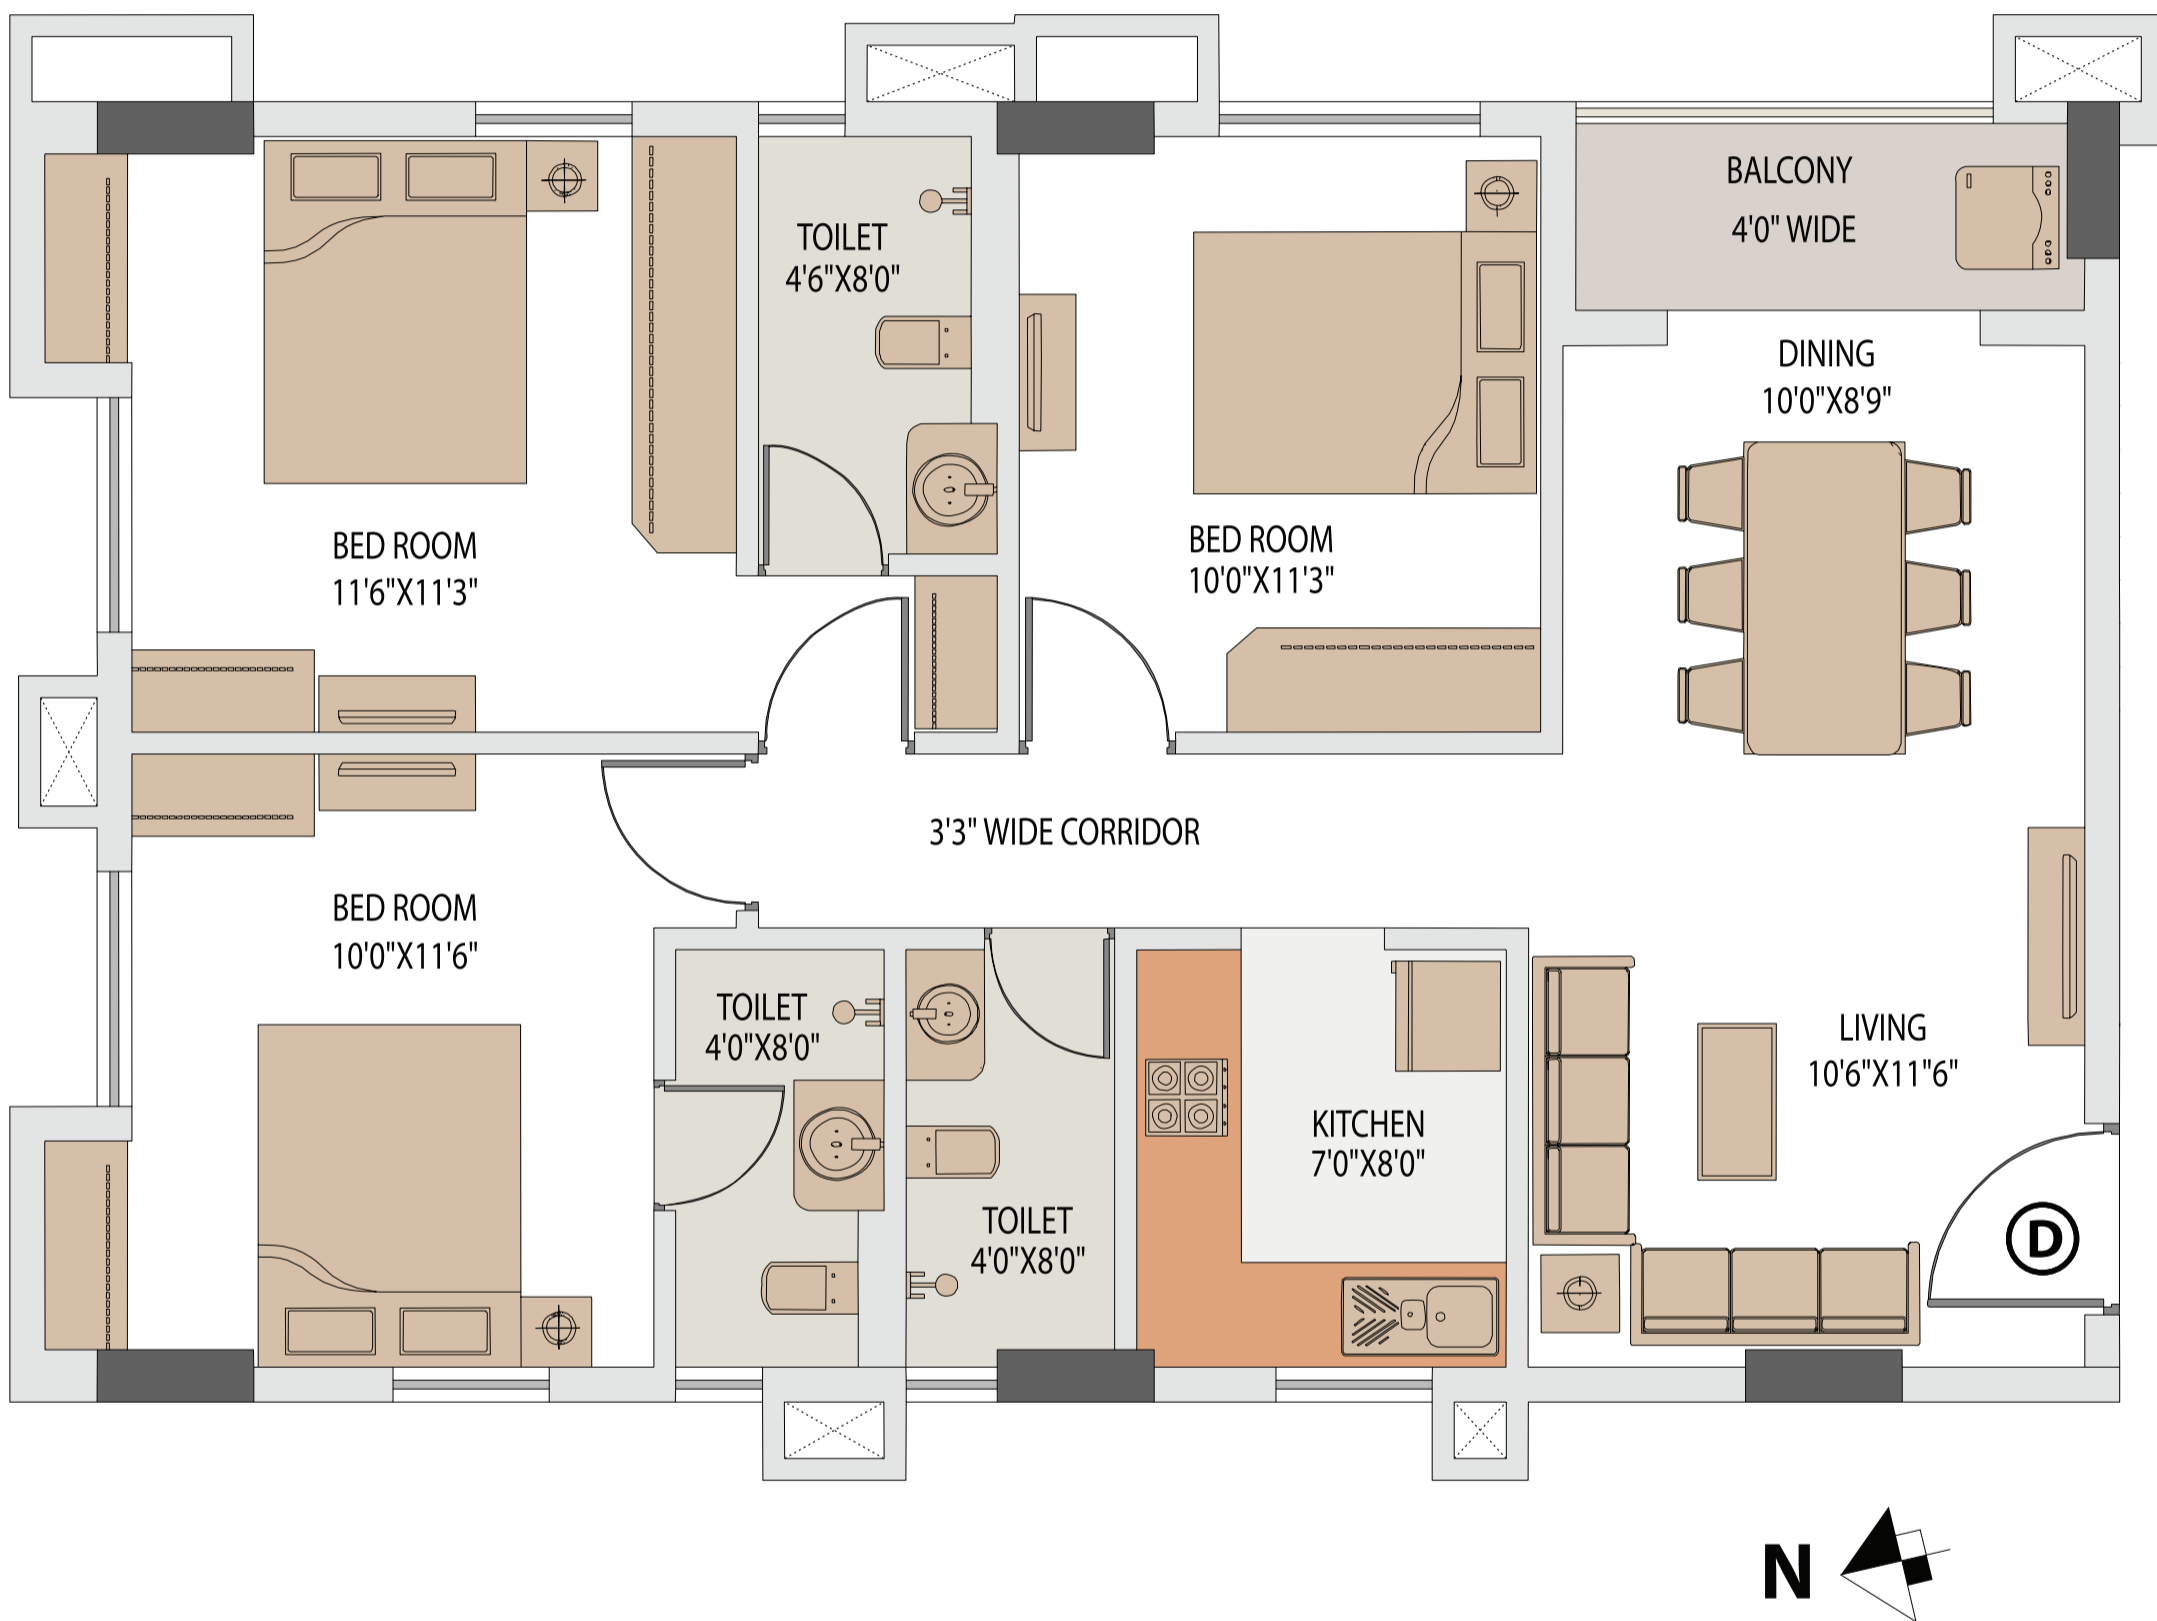 BALCONY
4'0" WIDE
TOILET
4'6"X8'0"
DINING
10'0"X8'9"
BED ROOM
11'6"X11'3"
BED ROOM
10'0"X11'3"
3'3" WIDE CORRIDOR
BED ROOM
10'0"X11'6"
TOILET
4'0"X8'0"
LIVING
10'6"X11"6"
KITCHEN
7'0"X8'0"
TOILET
4'0"X8'0"
D
N